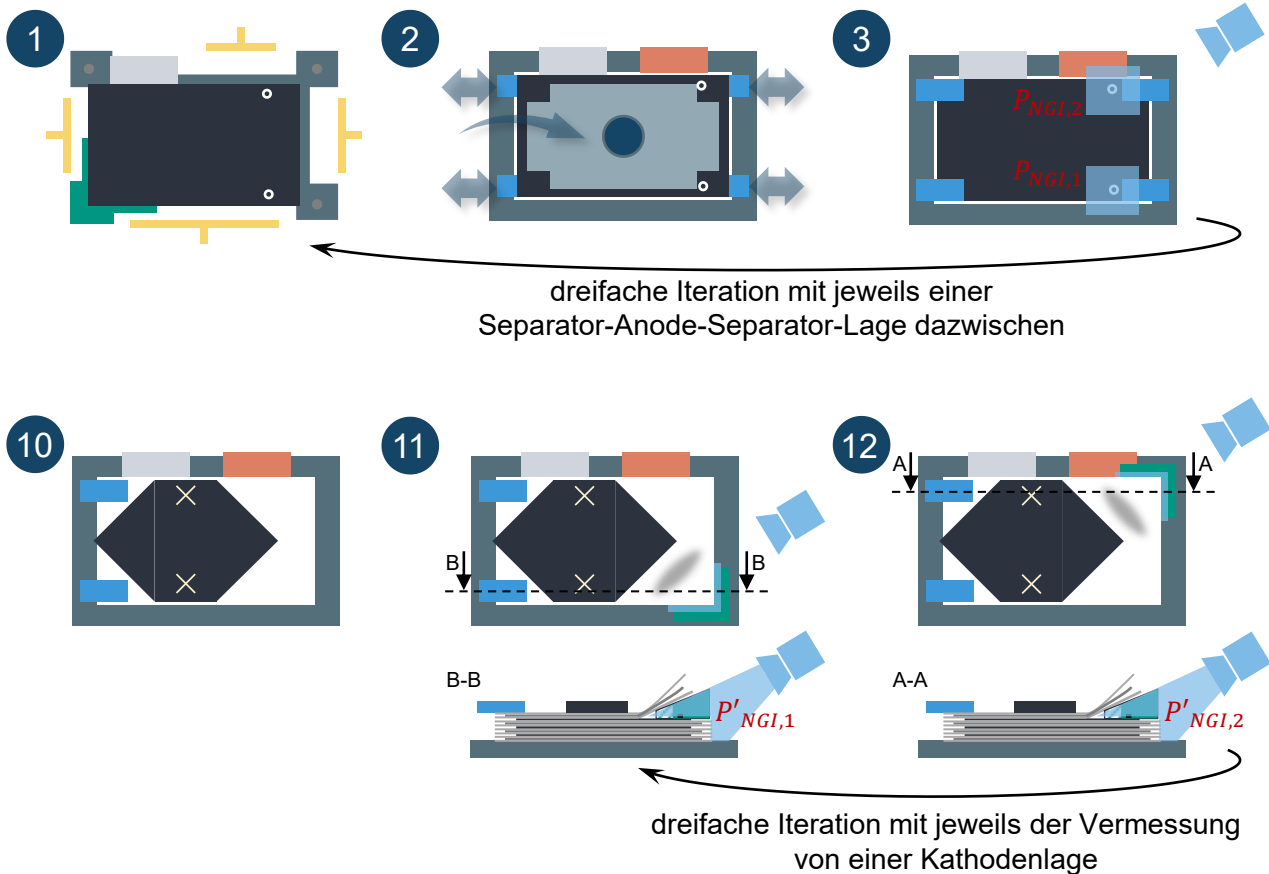 1
2
3
P_NGI,2
P_NGI,1
dreifache Iteration mit jeweils einer
Separator-Anode-Separator-Lage dazwischen
10
11
12
A A
B B
B-B
A-A
P'_NGI,1
P'_NGI,2
dreifache Iteration mit jeweils der Vermessung
von einer Kathodenlage